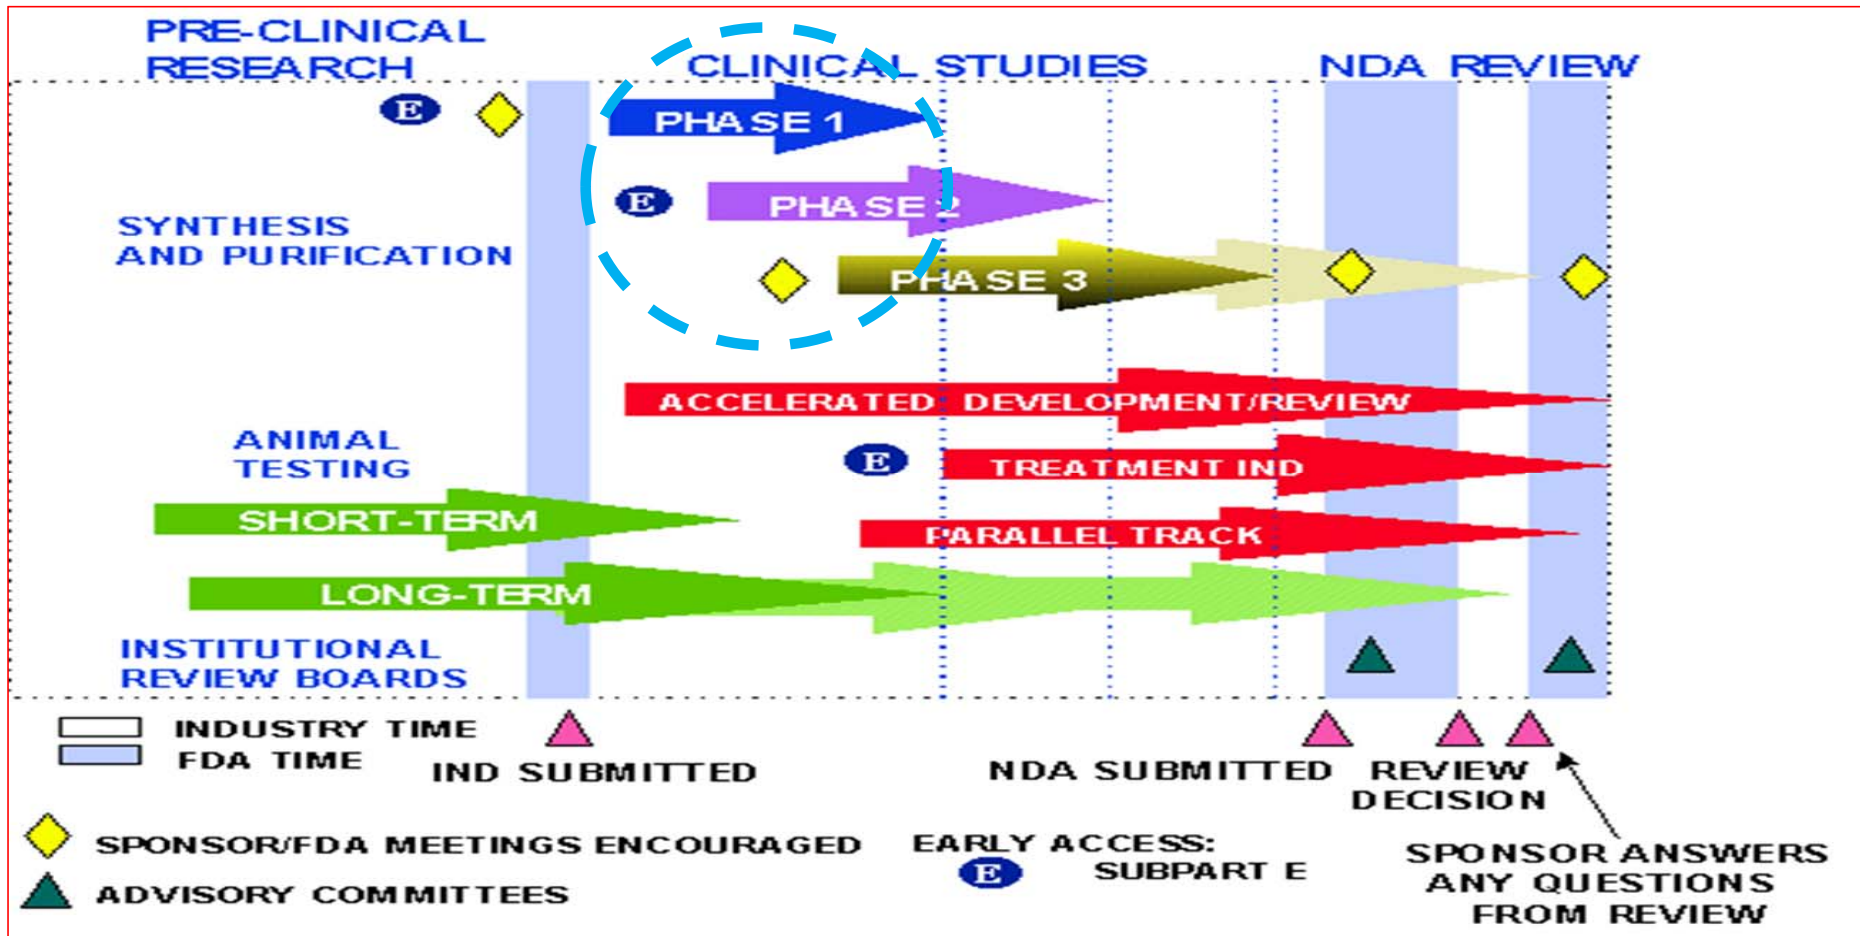 PRE-CLINICAL
RESEARCH
CLINICAL STUDIES
NDA REVIEW
E
PHASE 1
E
PHASE 2
SYNTHESIS
AND PURIFICATION
PHASE 3
ACCELERATED DEVELOPMENT/REVIEW
ANIMAL
TESTING
E
TREATMENT IND
SHORT-TERM
PARALLEL TRACK
LONG-TERM
INSTITUTIONAL
REVIEW BOARDS
INDUSTRY TIME
FDA TIME
IND SUBMITTED
NDA SUBMITTED
REVIEW
DECISION
SPONSOR/FDA MEETINGS ENCOURAGED
ADVISORY COMMITTEES
EARLY ACCESS:
E
SUBPART E
SPONSOR ANSWERS
ANY QUESTIONS
FROM REVIEW